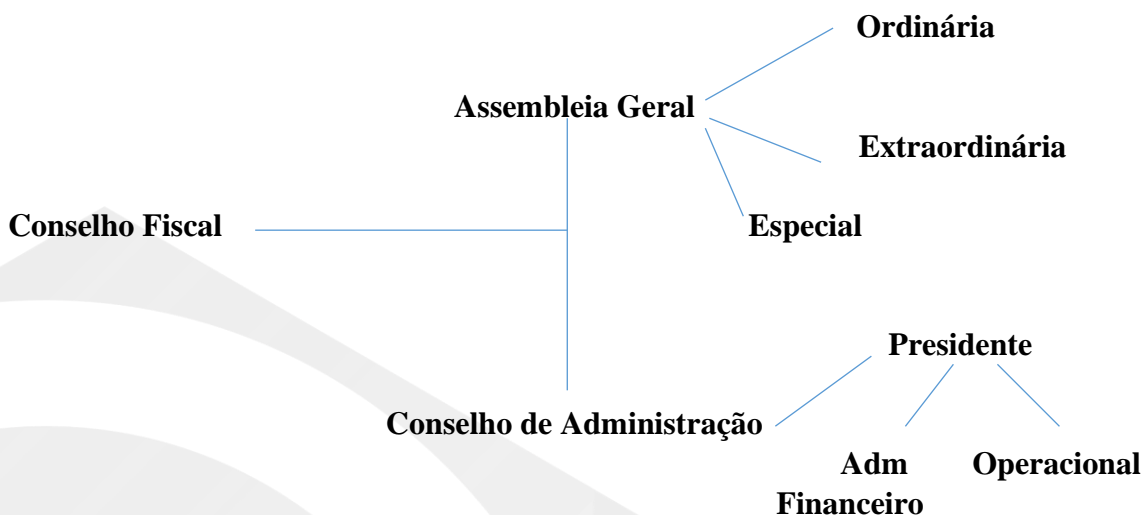 Ordinária
Assembleia Geral
Extraordinária
Conselho Fiscal
Especial
Presidente
Conselho de Administração
Adm
Operacional
Financeiro